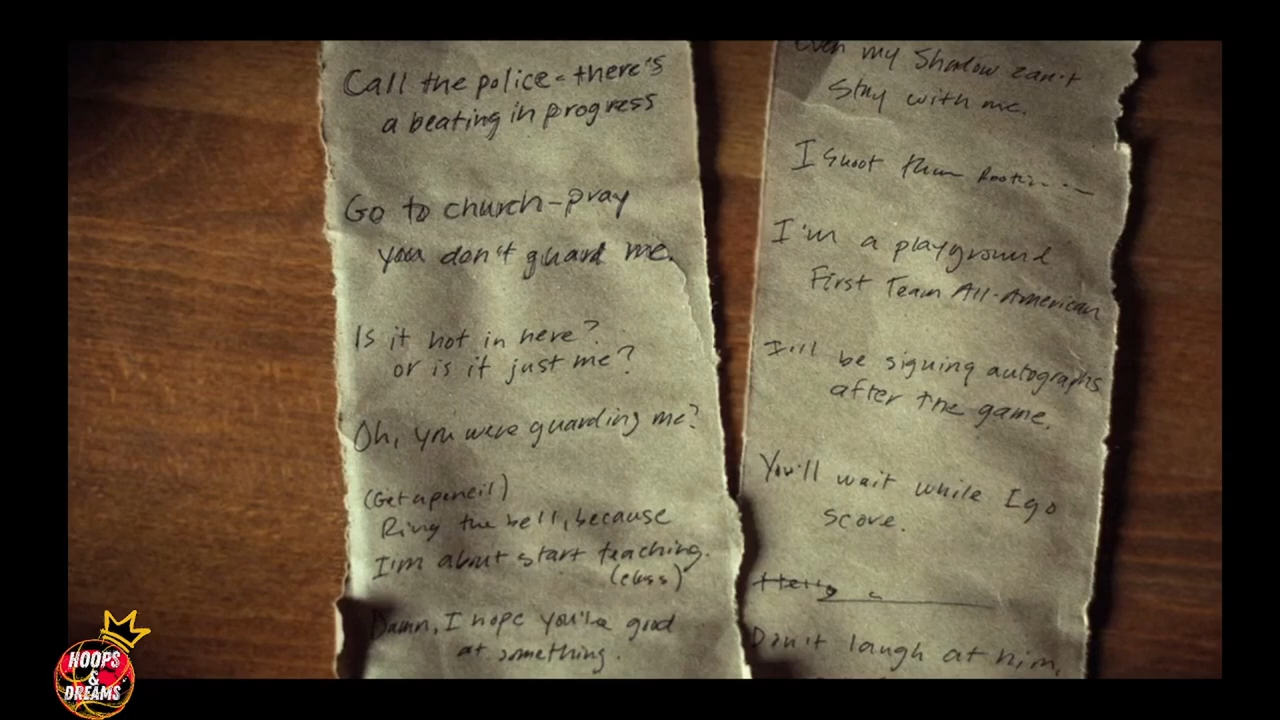 Call the police - there's
a beating in progress
Go to church - pray
you don't guard me.
Is it hot in here?
or is it just me?
Oh, you were guarding me?
(Get a pencil)
Ring the bell, because
I'm about start teaching.
(class)
Damn, I hope you're good
at something.
Even my Shadow can't
stay with me.
I shoot them
I'm a playground
First Team All-American
I'll be signing autographs
after the game.
You'll wait while I go
score.
Hello
Don't laugh at him,
HOOPS
&
DREAMS